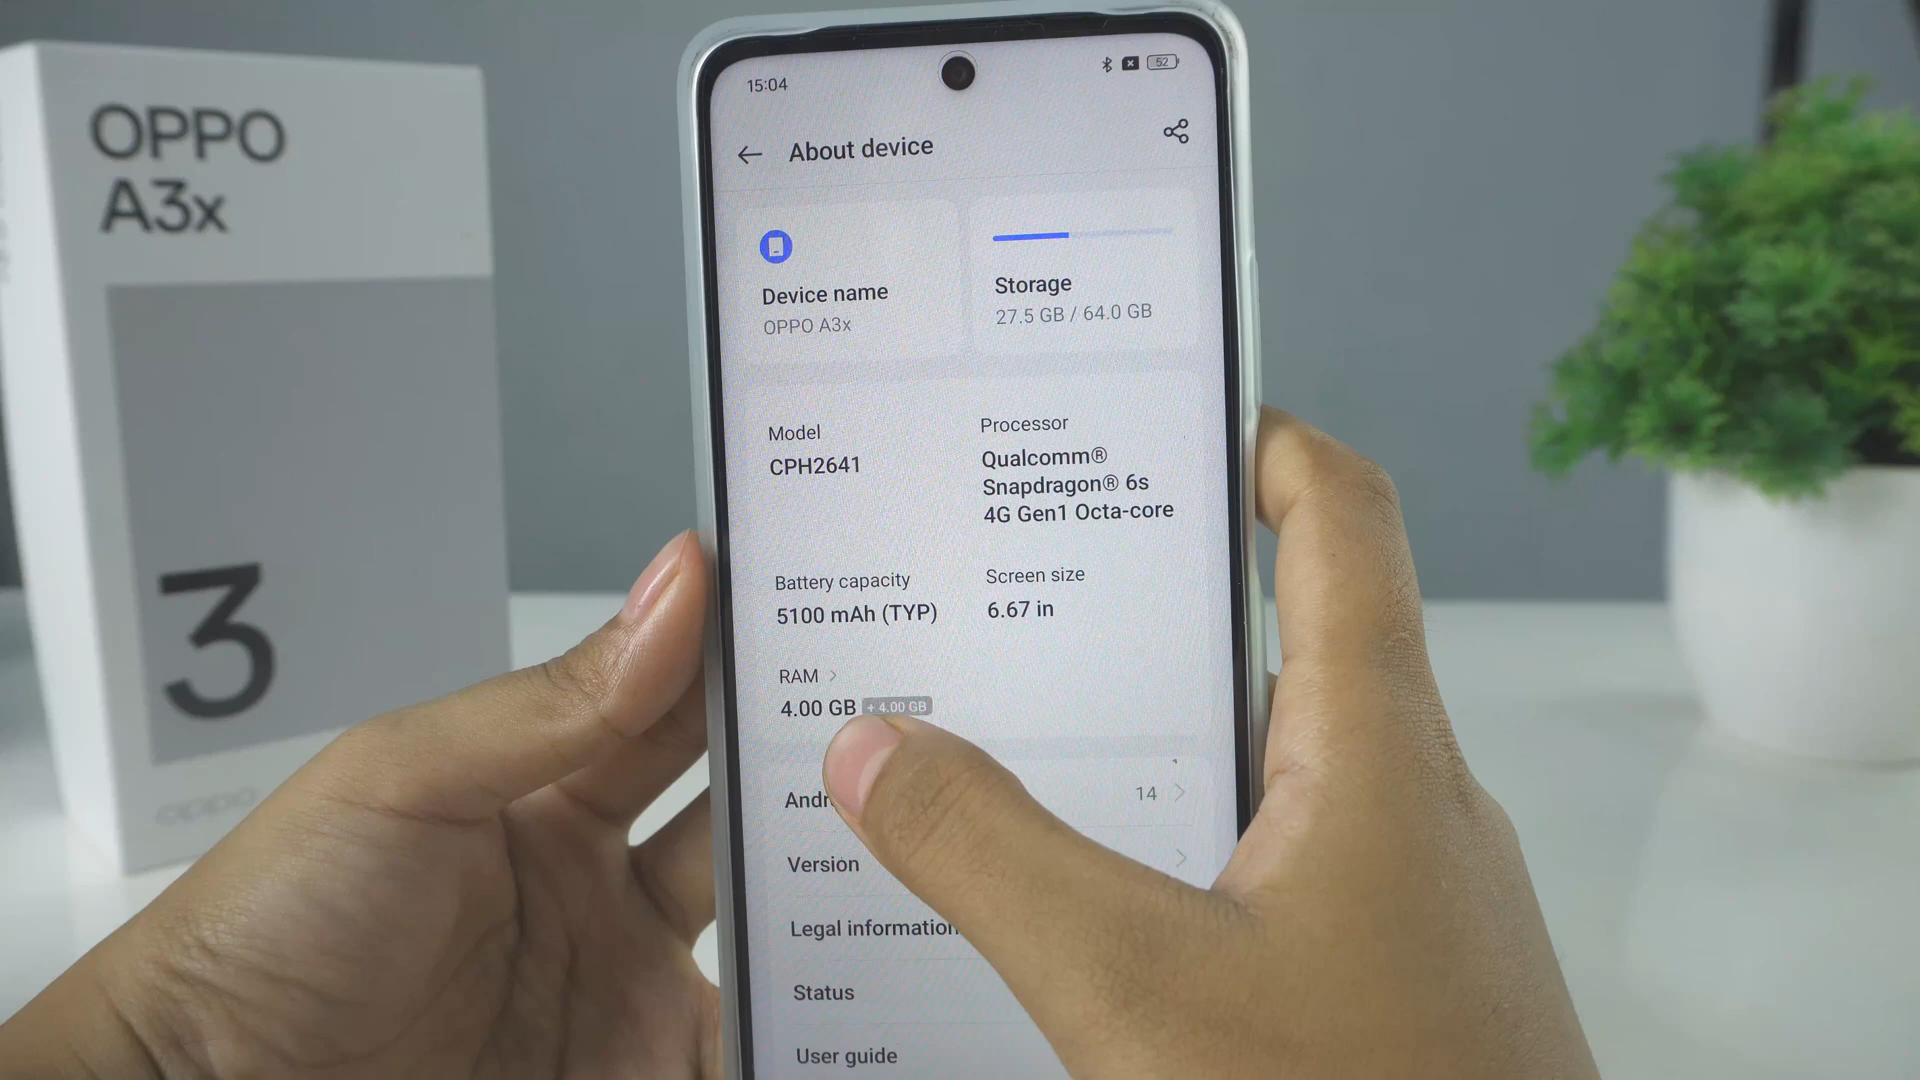 OPPO
A3x
3
oppo
15:04
52
About device
Device name
OPPO A3x
Storage
27.5 GB / 64.0 GB
Model
CPH2641
Processor
Qualcomm®
Snapdragon® 6s
4G Gen1 Octa-core
Battery capacity
5100 mAh (TYP)
Screen size
6.67 in
RAM
4.00 GB + 4.00 GB
Andr 14
Version
Legal information
Status
User guide